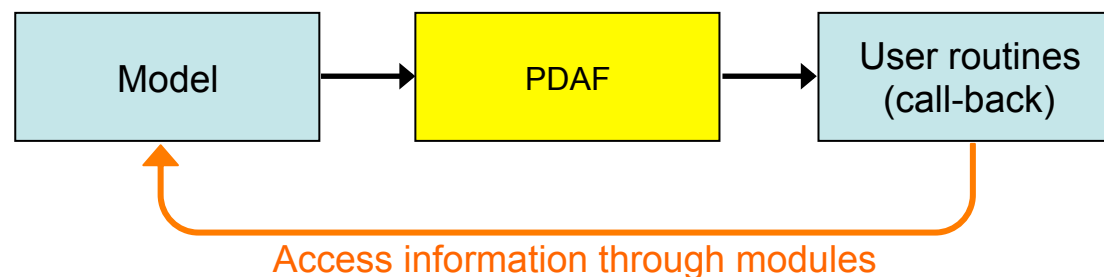 Model
PDAF
User routines
(call-back)
Access information through modules